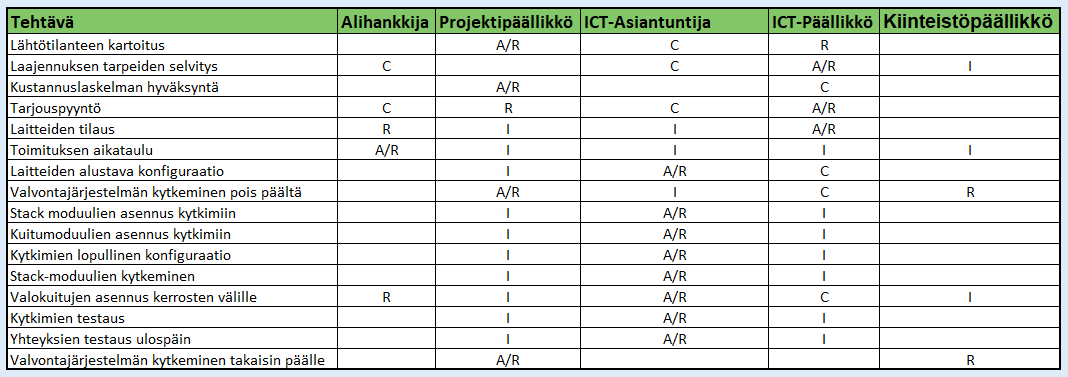 Tehtävä Alihankkija Projektipäällikkö ICT-Asiantuntija ICT-Päällikkö Kiinteistöpäällikkö
Lähtötilanteen kartoitus A/R C R
Laajennuksen tarpeiden selvitys C C A/R I
Kustannuslaskelman hyväksyntä A/R C
Tarjouspyyntö C R C A/R
Laitteiden tilaus R I I A/R
Toimituksen aikataulu A/R I I I I
Laitteiden alustava konfiguraatio I A/R C
Valvontajärjestelmän kytkeminen pois päältä A/R I C R
Stack moduulien asennus kytkimiin I A/R I
Kuitumoduulien asennus kytkimiin I A/R I
Kytkimien lopullinen konfiguraatio I A/R I
Stack-moduulien kytkeminen I A/R I
Valokuitujen asennus kerrosten välille R I A/R C I
Kytkimien testaus I A/R I
Yhteyksien testaus ulospäin I A/R I
Valvontajärjestelmän kytkeminen takaisin päälle A/R R